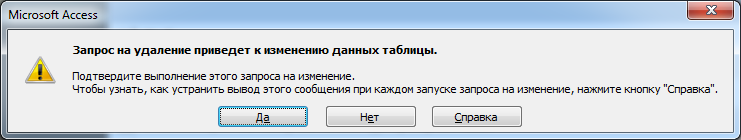 Microsoft Access
Запрос на удаление приведет к изменению данных таблицы.
Подтвердите выполнение этого запроса на изменение.
Чтобы узнать, как устранить вывод этого сообщения при каждом запуске запроса на изменение, нажмите кнопку "Справка".
Да Нет Справка